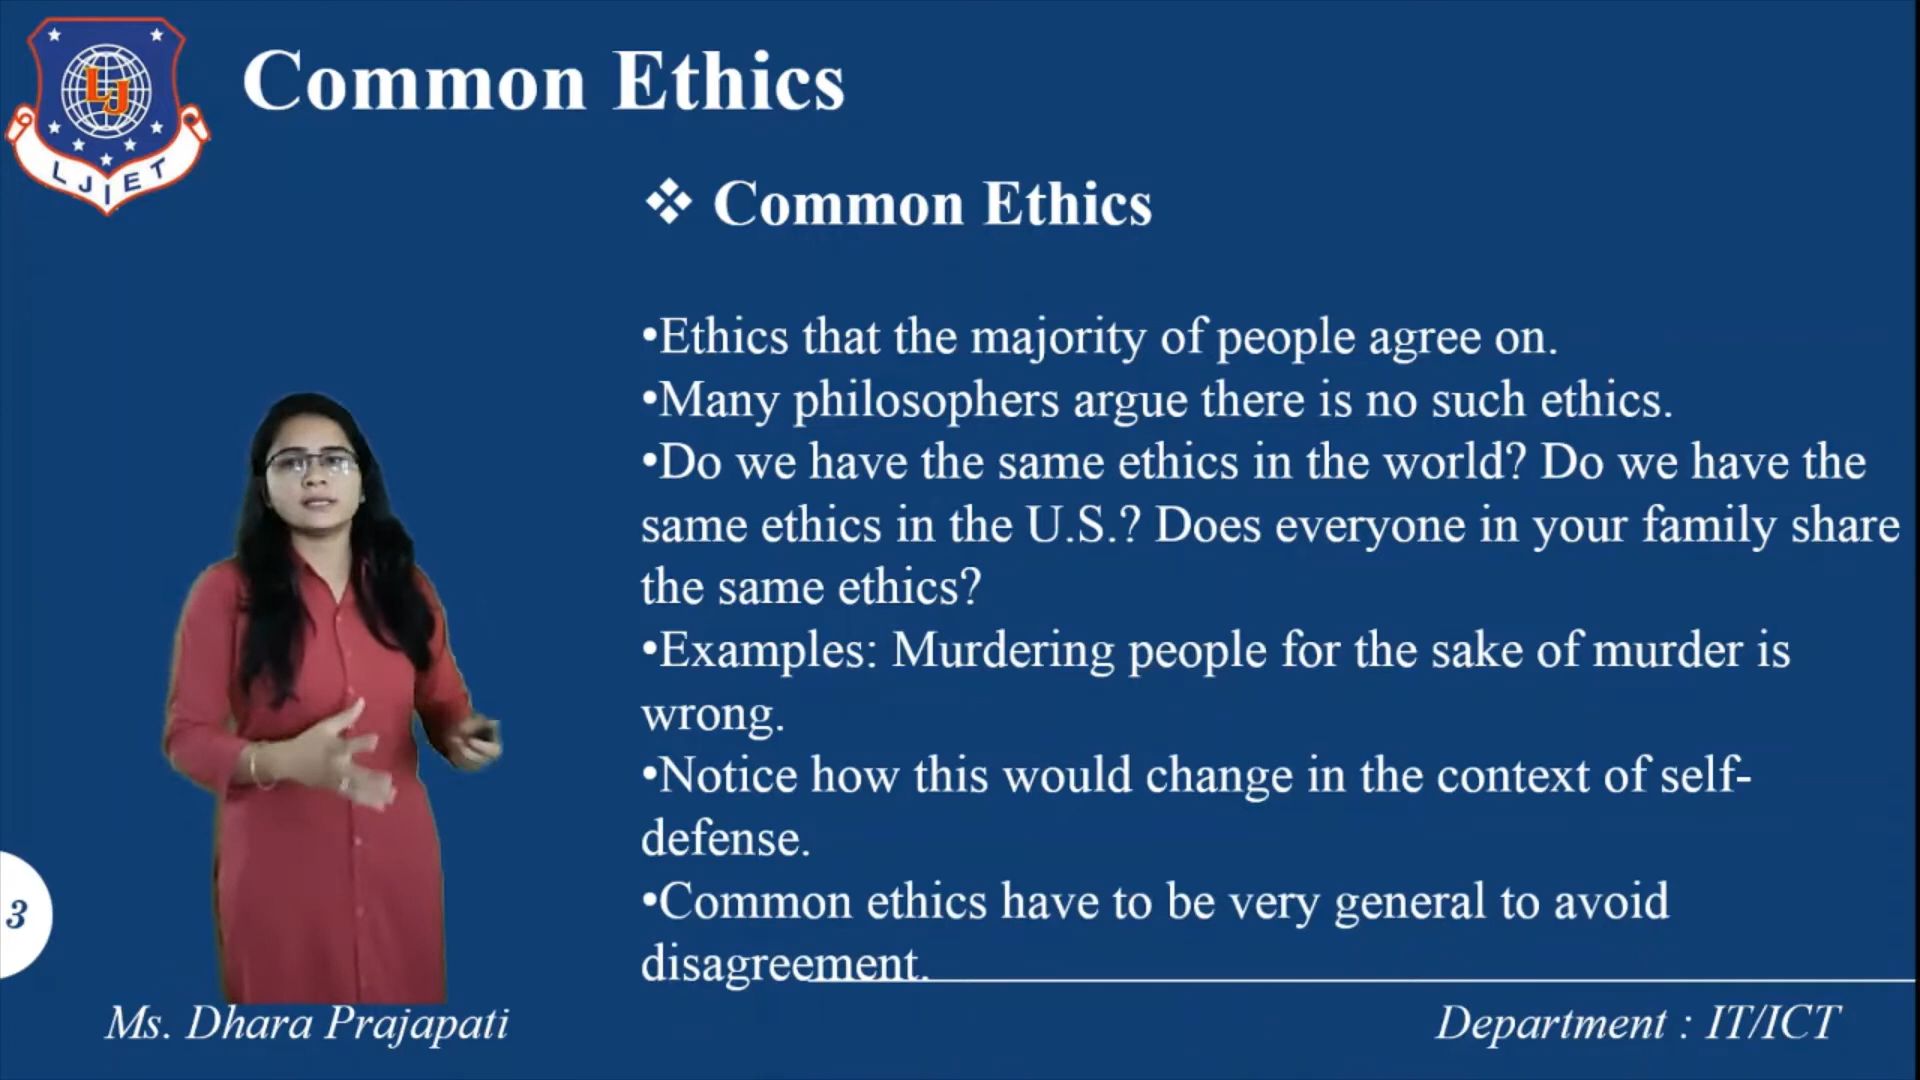 LJ
LJIET
Common Ethics
❖ Common Ethics
•Ethics that the majority of people agree on.
•Many philosophers argue there is no such ethics.
•Do we have the same ethics in the world? Do we have the
same ethics in the U.S.? Does everyone in your family share
the same ethics?
•Examples: Murdering people for the sake of murder is
wrong.
•Notice how this would change in the context of self-
defense.
•Common ethics have to be very general to avoid
disagreement.
3
Ms. Dhara Prajapati
Department : IT/ICT